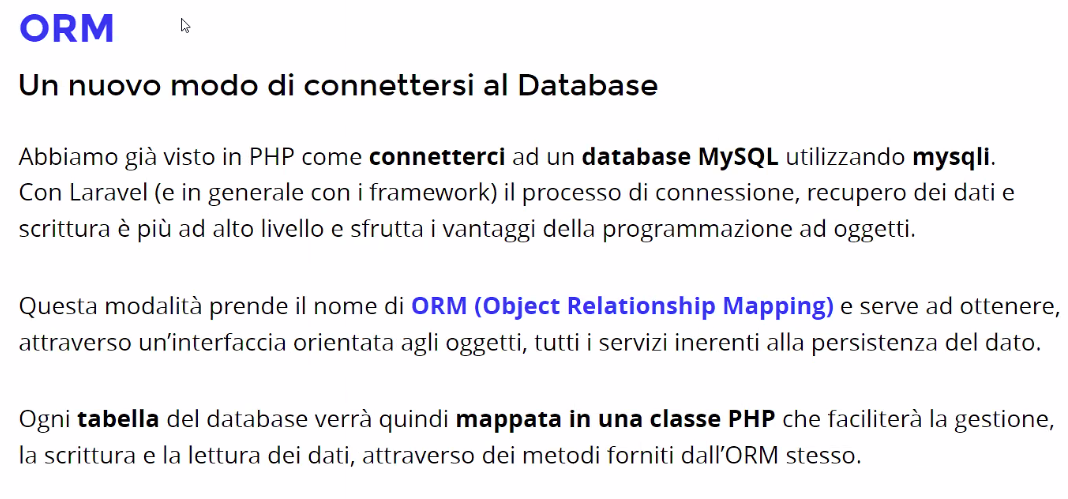 ORM
Un nuovo modo di connettersi al Database
Abbiamo già visto in PHP come connetterci ad un database MySQL utilizzando mysqli.
Con Laravel (e in generale con i framework) il processo di connessione, recupero dei dati e
scrittura è più ad alto livello e sfrutta i vantaggi della programmazione ad oggetti.
Questa modalità prende il nome di ORM (Object Relationship Mapping) e serve ad ottenere,
attraverso un’interfaccia orientata agli oggetti, tutti i servizi inerenti alla persistenza del dato.
Ogni tabella del database verrà quindi mappata in una classe PHP che faciliterà la gestione,
la scrittura e la lettura dei dati, attraverso dei metodi forniti dall’ORM stesso.